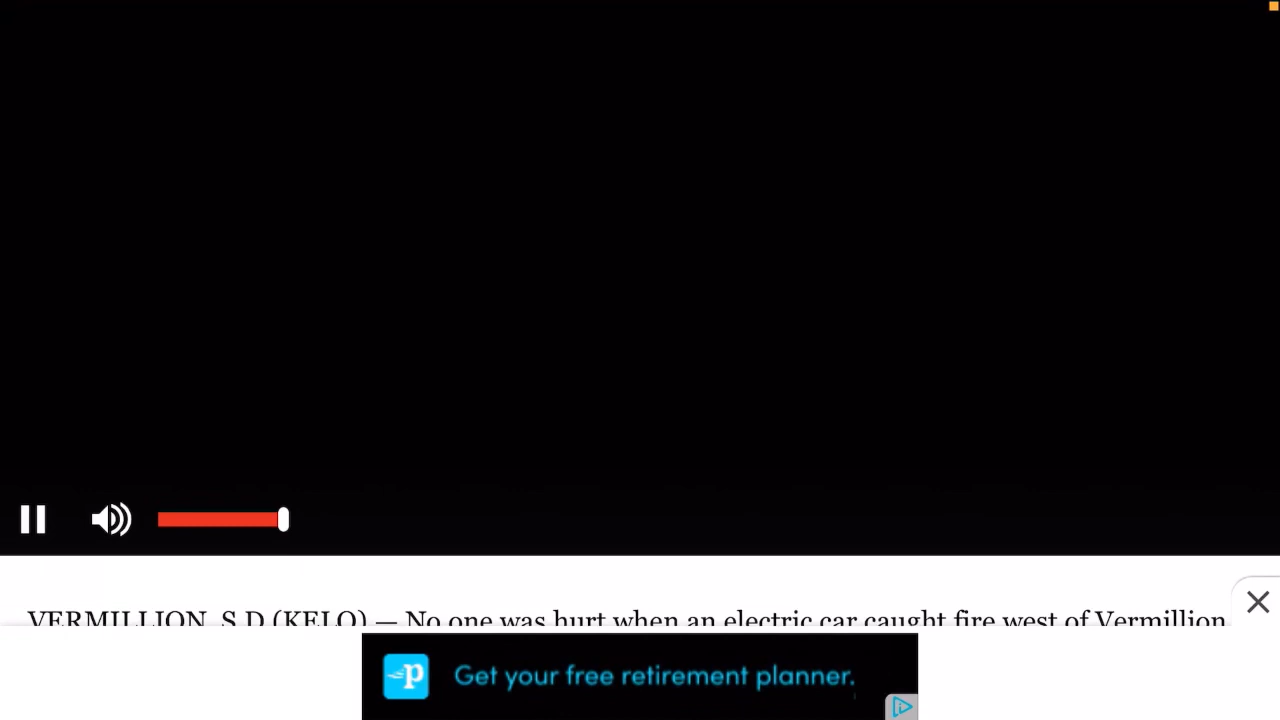 VERMILLION, S.D (KELO) — No one was hurt when an electric car caught fire west of Vermillion
p
Get your free retirement planner.